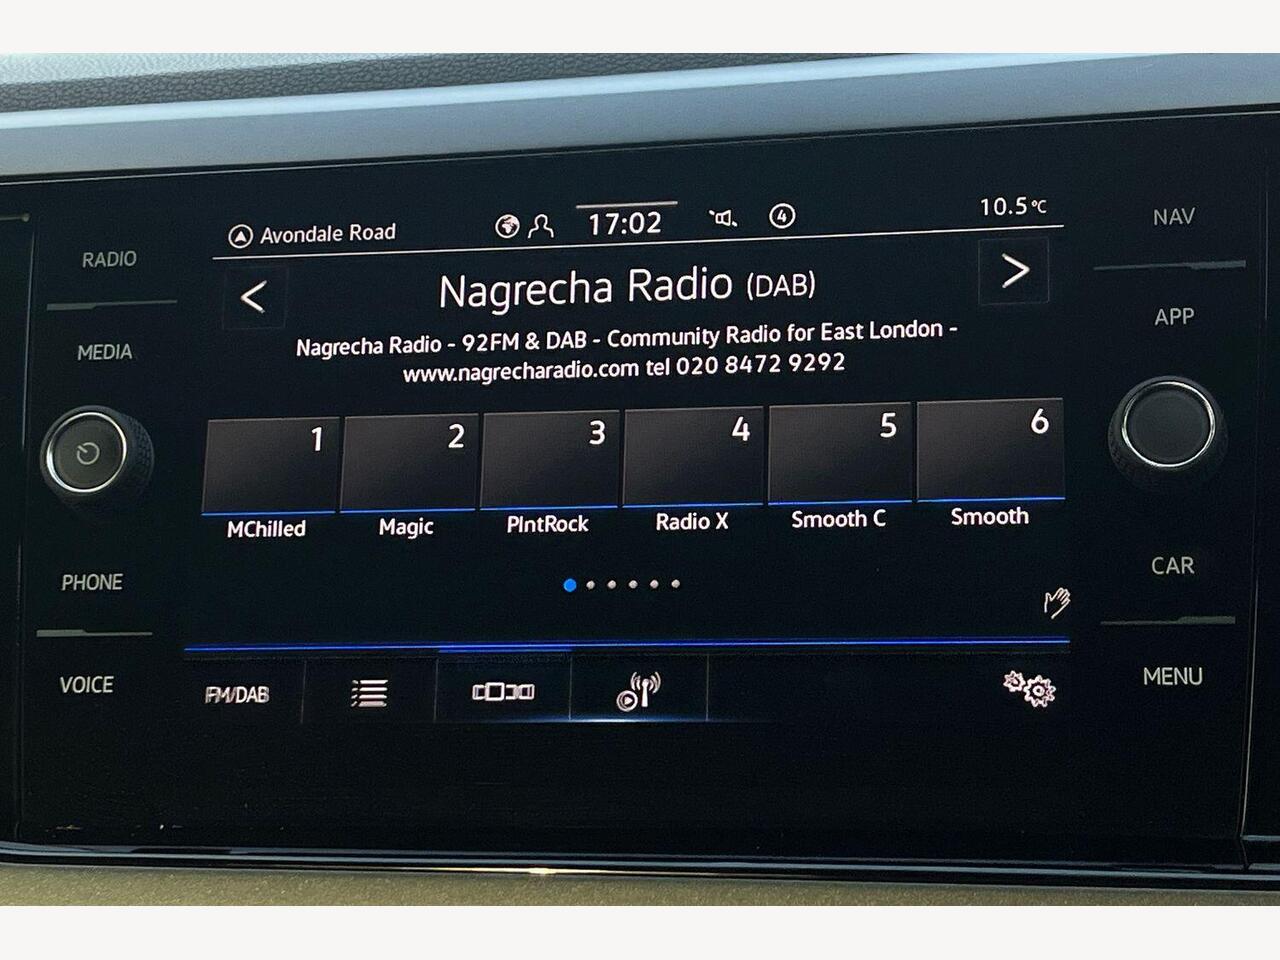 Avondale Road 17:02 4 10.5°C
RADIO
NAV
Nagrecha Radio (DAB)
MEDIA
APP
Nagrecha Radio - 92FM & DAB - Community Radio for East London -
www.nagrecharadio.com tel 020 8472 9292
1 2 3 4 5 6
MChilled Magic PlntRock Radio X Smooth C Smooth
PHONE
CAR
VOICE
MENU
FM/DAB